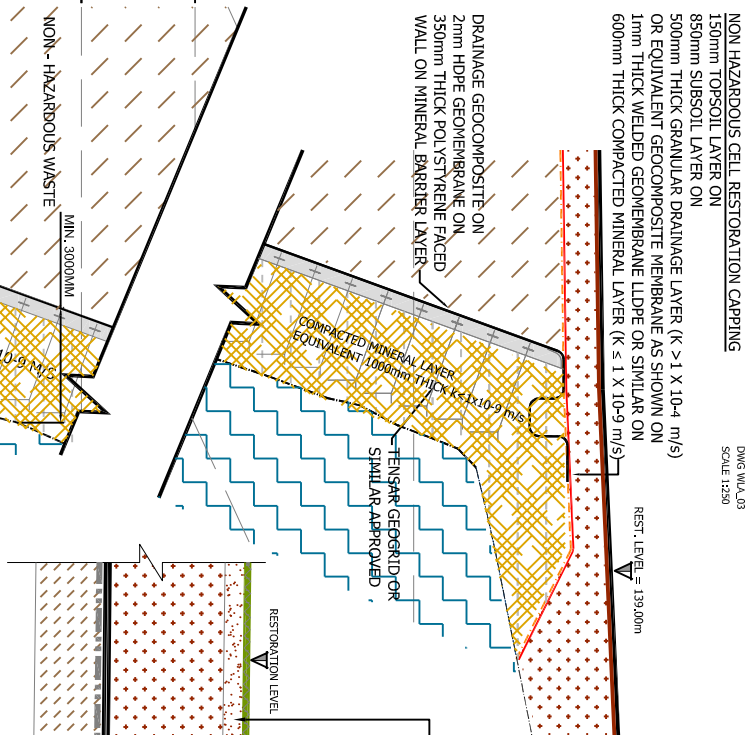 NON HAZARDOUS CELL RESTORATION CAPPING
150mm TOPSOIL LAYER ON
850mm SUBSOIL LAYER ON
500mm THICK GRANULAR DRAINAGE LAYER (K > 1 X 10-4 m/s)
OR EQUIVALENT GEOCOMPOSITE MEMBRANE AS SHOWN ON
1mm THICK WELDED GEOMEMBRANE LLDPE OR SIMILAR ON
600mm THICK COMPACTED MINERAL LAYER (K ≤ 1 X 10-9 m/s)
DWG WLA_03
SCALE 1:250
REST. LEVEL = 139.00m
DRAINAGE GEOCOMPOSITE ON
2mm HDPE GEOMEMBRANE ON
350mm THICK POLYSTYRENE FACED
WALL ON MINERAL BARRIER LAYER
COMPACTED MINERAL LAYER
EQUIVALENT 1000mm THICK K<1x10-9 m/s
TENSAR GEOGRID OR
SIMILAR APPROVED
RESTORATION LEVEL
NON - HAZARDOUS WASTE
MIN. 3000MM
10-9 M/S